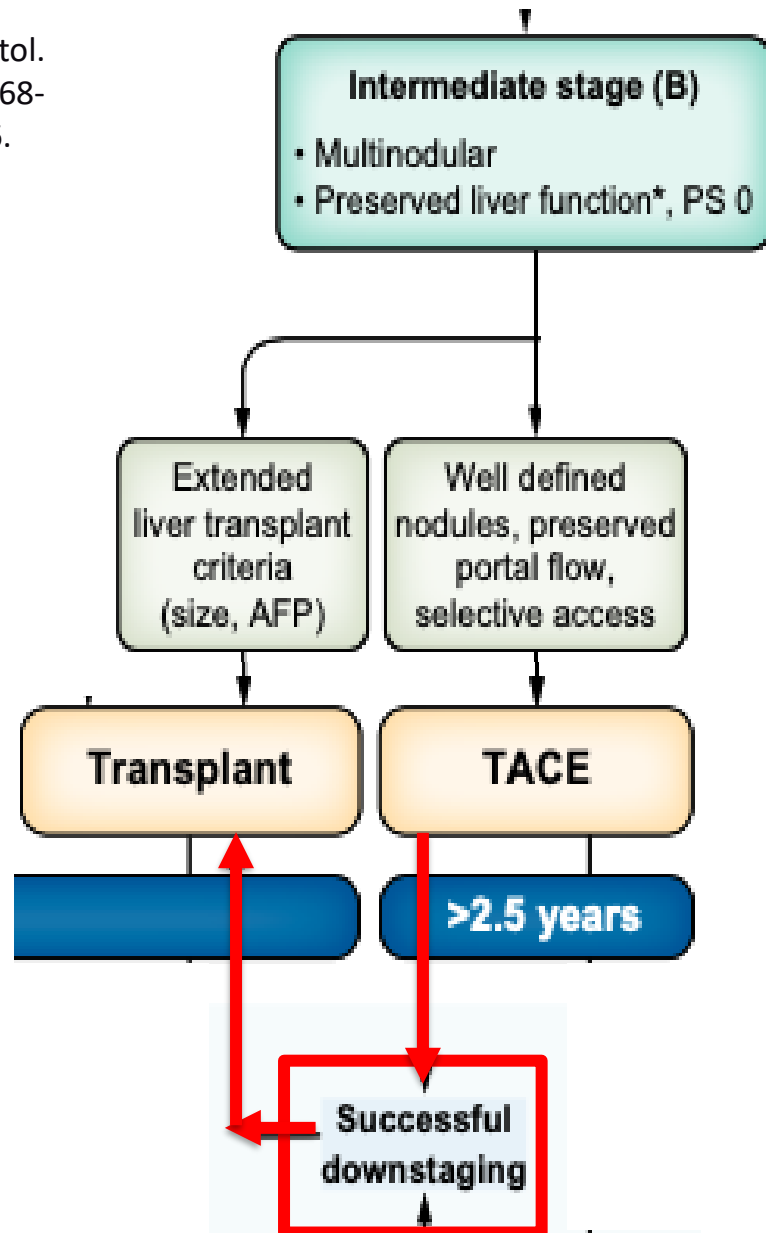 tol.
68-
Intermediate stage (B)
• Multinodular
• Preserved liver function*, PS 0
Extended
liver transplant
criteria
(size, AFP)
Well defined
nodules, preserved
portal flow,
selective access
Transplant
TACE
>2.5 years
Successful
downstaging